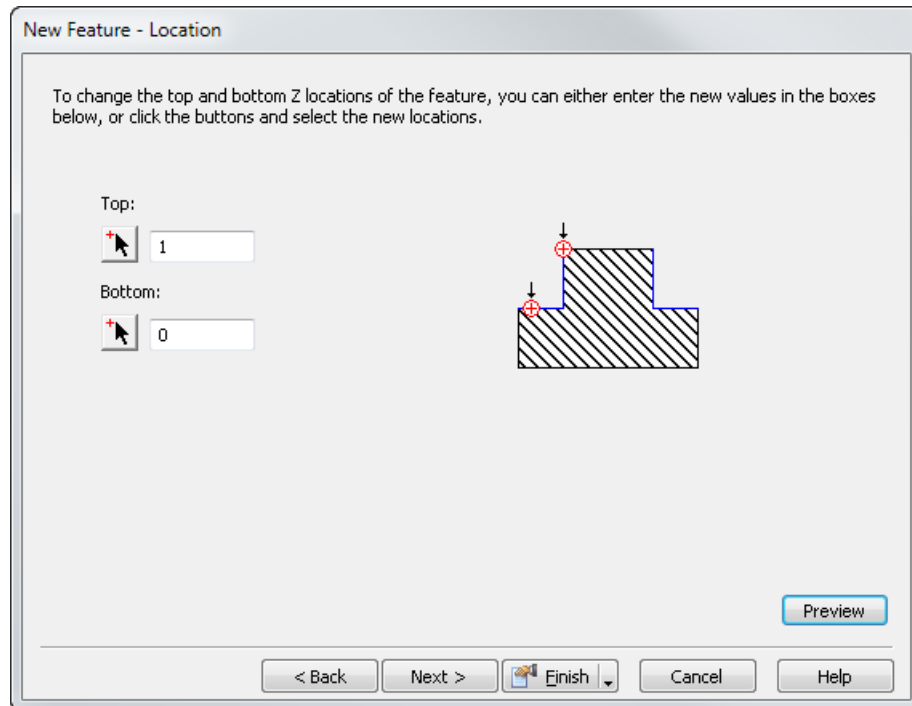 New Feature - Location
To change the top and bottom Z locations of the feature, you can either enter the new values in the boxes
below, or click the buttons and select the new locations.
Top:
1
Bottom:
0
Preview
< Back Next > Finish Cancel Help